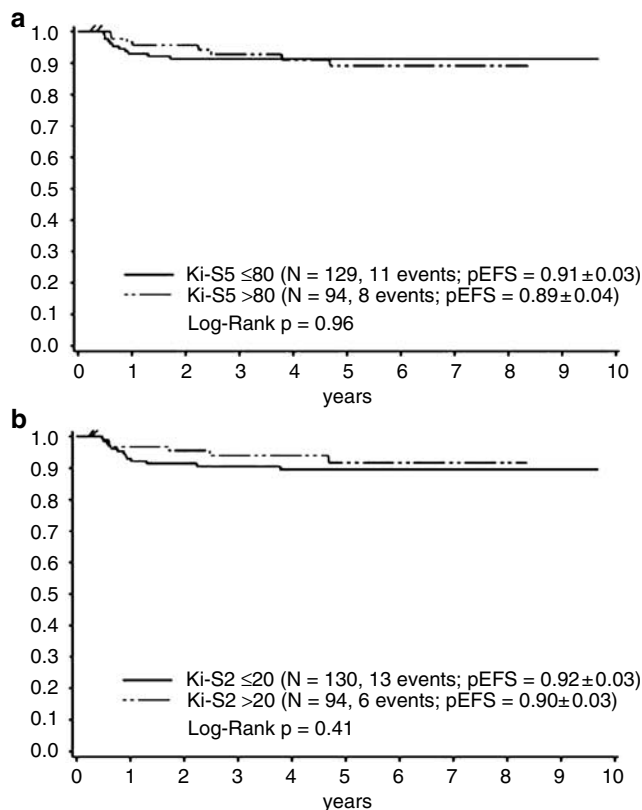 a
1.0
0.9
0.8
0.7
0.6
0.5
0.4
0.3
0.2
0.1
0.0
Ki-S5 ≤80 (N = 129, 11 events; pEFS = 0.91±0.03)
Ki-S5 >80 (N = 94, 8 events; pEFS = 0.89±0.04)
Log-Rank p = 0.96
0 1 2 3 4 5 6 7 8 9 10
years
b
1.0
0.9
0.8
0.7
0.6
0.5
0.4
0.3
0.2
0.1
0.0
Ki-S2 ≤20 (N = 130, 13 events; pEFS = 0.92±0.03)
Ki-S2 >20 (N = 94, 6 events; pEFS = 0.90±0.03)
Log-Rank p = 0.41
0 1 2 3 4 5 6 7 8 9 10
years